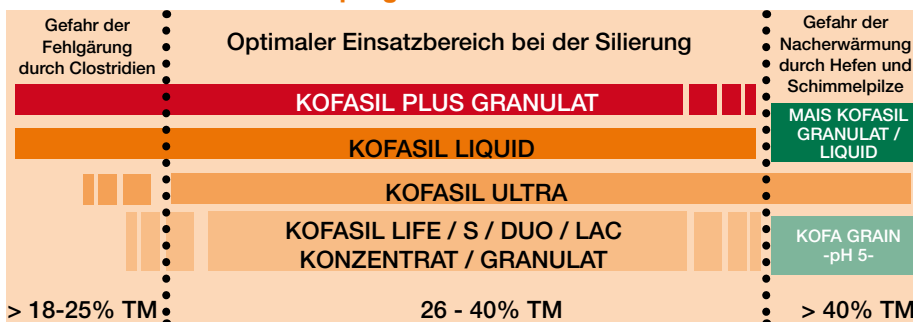 Gefahr der
Fehlgärung
durch Clostridien
Optimaler Einsatzbereich bei der Silierung
Gefahr der
Nacherwärmung
durch Hefen und
Schimmelpilze
KOFASIL PLUS GRANULAT
MAIS KOFASIL
GRANULAT /
LIQUID
KOFASIL LIQUID
KOFASIL ULTRA
KOFASIL LIFE / S / DUO / LAC
KONZENTRAT / GRANULAT
KOFA GRAIN
-pH 5-
> 18-25% TM
26 - 40% TM
> 40% TM